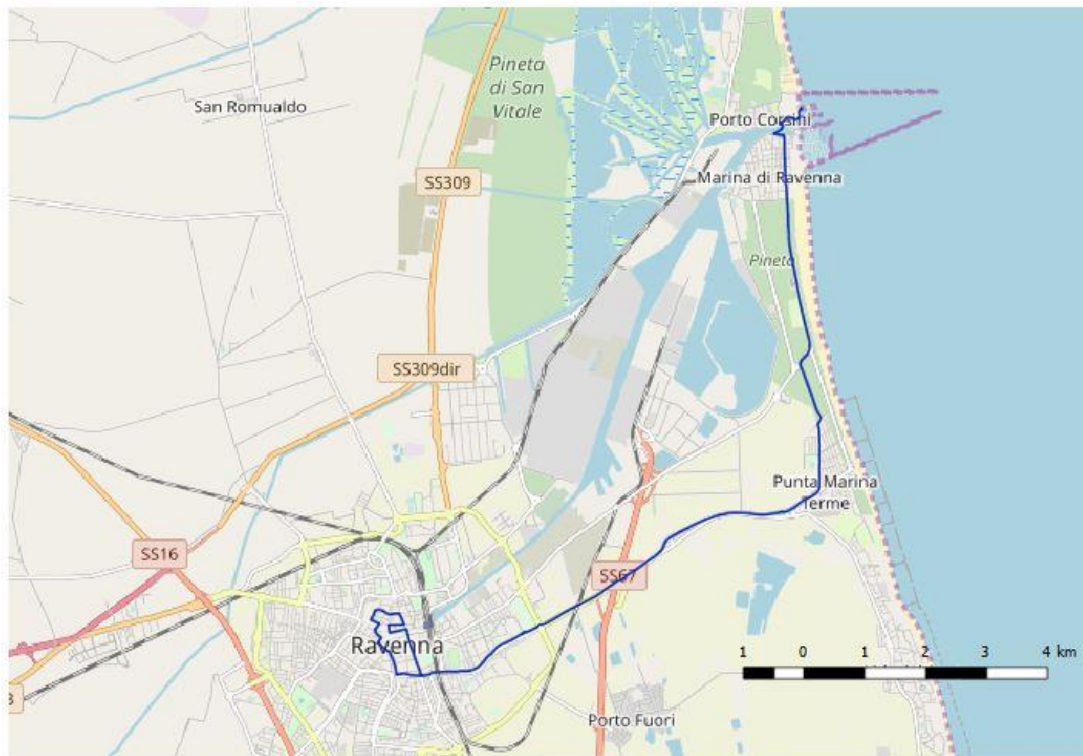 Pineta
di San
Vitale
San Romualdo
Porto Corsini
SS309
Marina di Ravenna
Pineta
SS309dir
Punta Marina
Terme
SS16
SS67
Ravenna
1 0 1 2 3 4 km
8
Porto Fuori